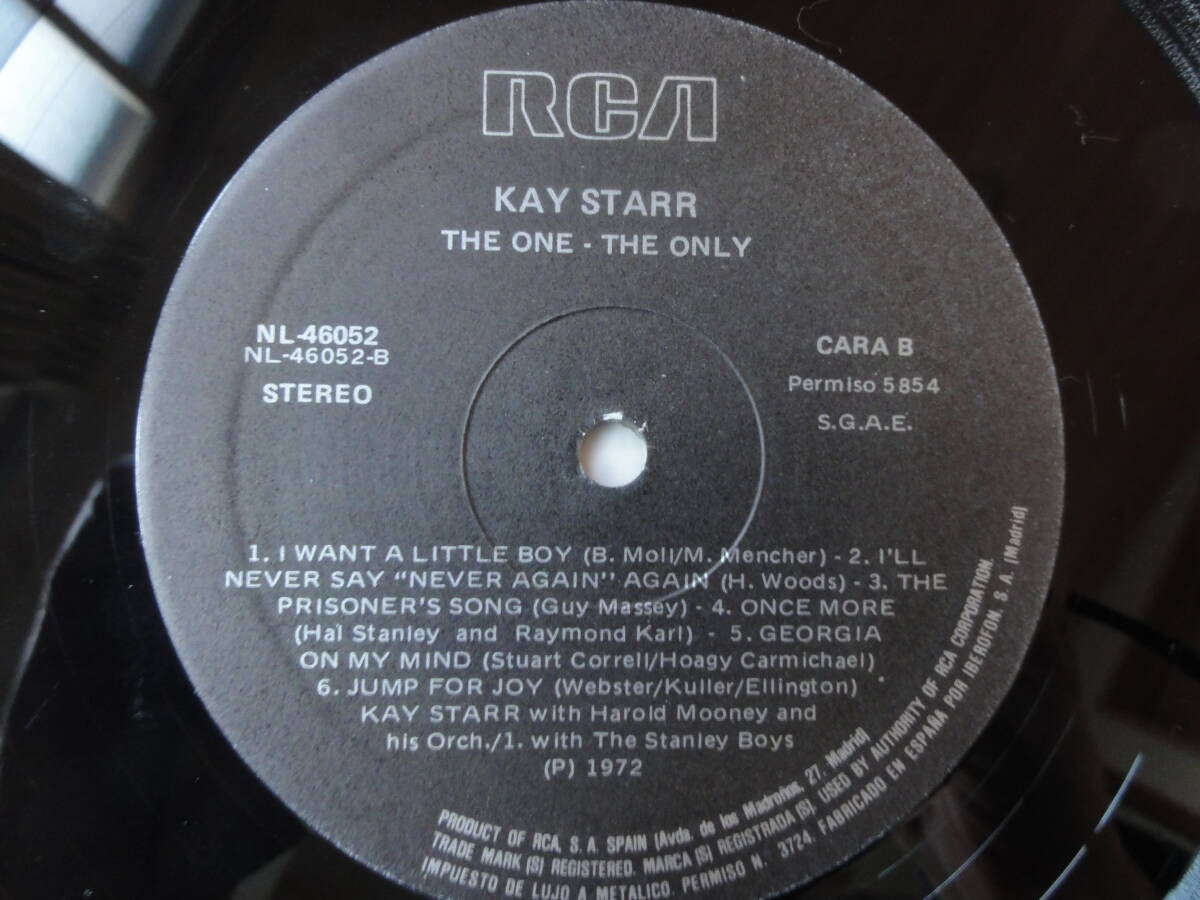 RCA
KAY STARR
THE ONE - THE ONLY
NL-46052
NL-46052-B
STEREO
CARA B
Permiso 5854
S.G.A.E.
1. I WANT A LITTLE BOY (B. Moll/M. Mencher) - 2. I'LL
NEVER SAY "NEVER AGAIN" AGAIN (H. Woods) - 3. THE
PRISONER'S SONG (Guy Massey) - 4. ONCE MORE
(Hal Stanley and Raymond Karl) - 5. GEORGIA
ON MY MIND (Stuart Correll/Hoagy Carmichael)
6. JUMP FOR JOY (Webster/Kuller/Ellington)
KAY STARR with Harold Mooney and
his Orch./1. with The Stanley Boys
(P) 1972
PRODUCT OF RCA, S. A. SPAIN (Avda. de los Madroños, 27. Madrid)
TRADE MARK (S) REGISTERED. MARCA (S) REGISTRADA (S). USED BY AUTHORITY OF RCA CORPORATION.
IMPUESTO DE LUJO A METALICO. PERMISO N.° 3724. FABRICADO EN ESPAÑA POR IBEROFON, S. A. (Madrid)